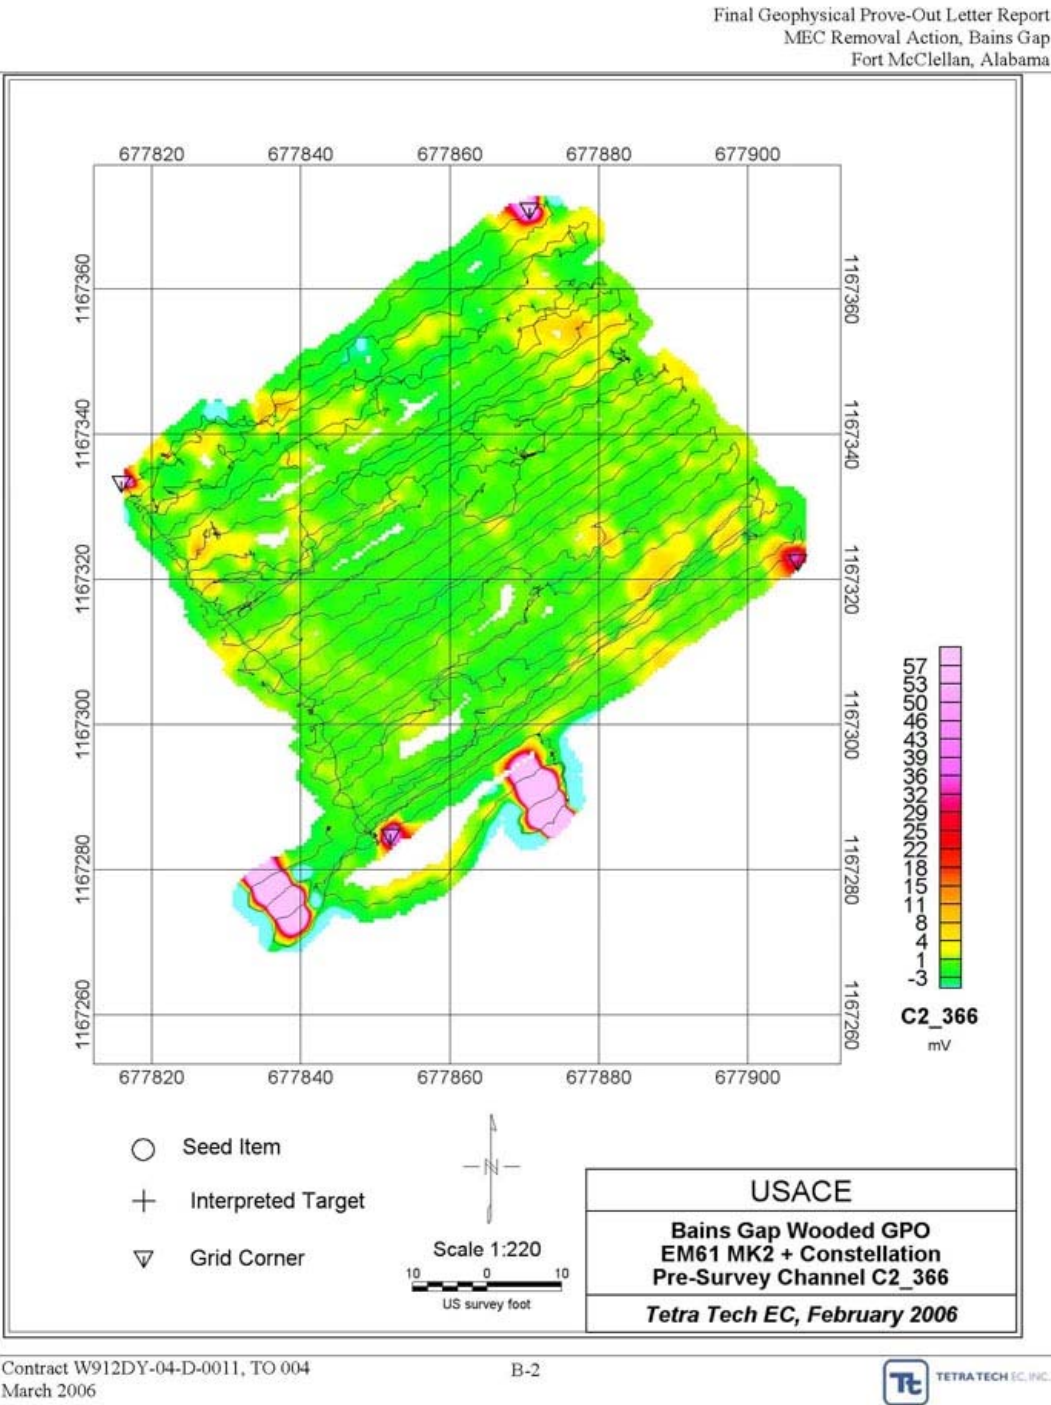 Final Geophysical Prove-Out Letter Report
MEC Removal Action, Bains Gap
Fort McClellan, Alabama
677820 677840 677860 677880 677900
1167360 1167360
1167340 1167340
1167320 1167320
1167300 1167300
1167280 1167280
1167260 1167260
677820 677840 677860 677880 677900
57
53
50
46
43
39
36
32
29
25
22
18
15
11
8
4
1
-3
C2_366
mV
Seed Item
Interpreted Target
Grid Corner
N
Scale 1:220
10 0 10
US survey foot
USACE
Bains Gap Wooded GPO
EM61 MK2 + Constellation
Pre-Survey Channel C2_366
Tetra Tech EC, February 2006
Contract W912DY-04-D-0011, TO 004
March 2006
B-2
Tt
TETRA TECH EC, INC.